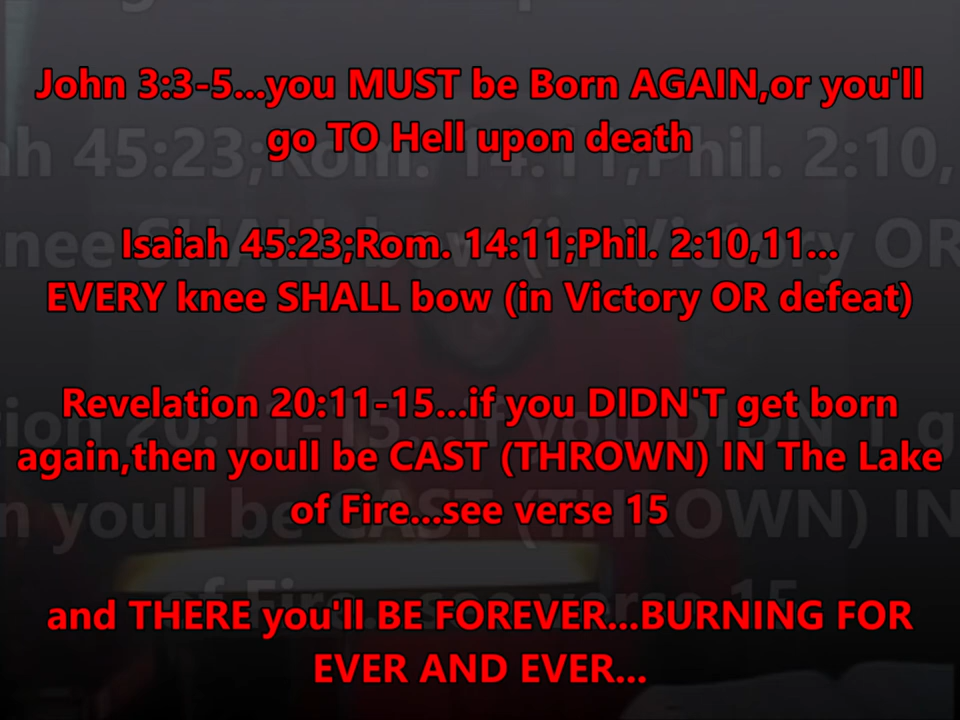 John 3:3-5...you MUST be Born AGAIN,or you'll
go TO Hell upon death
Isaiah 45:23;Rom. 14:11;Phil. 2:10,11...
EVERY knee SHALL bow (in Victory OR defeat)
Revelation 20:11-15...if you DIDN'T get born
again,then youll be CAST (THROWN) IN The Lake
of Fire...see verse 15
and THERE you'll BE FOREVER...BURNING FOR
EVER AND EVER...